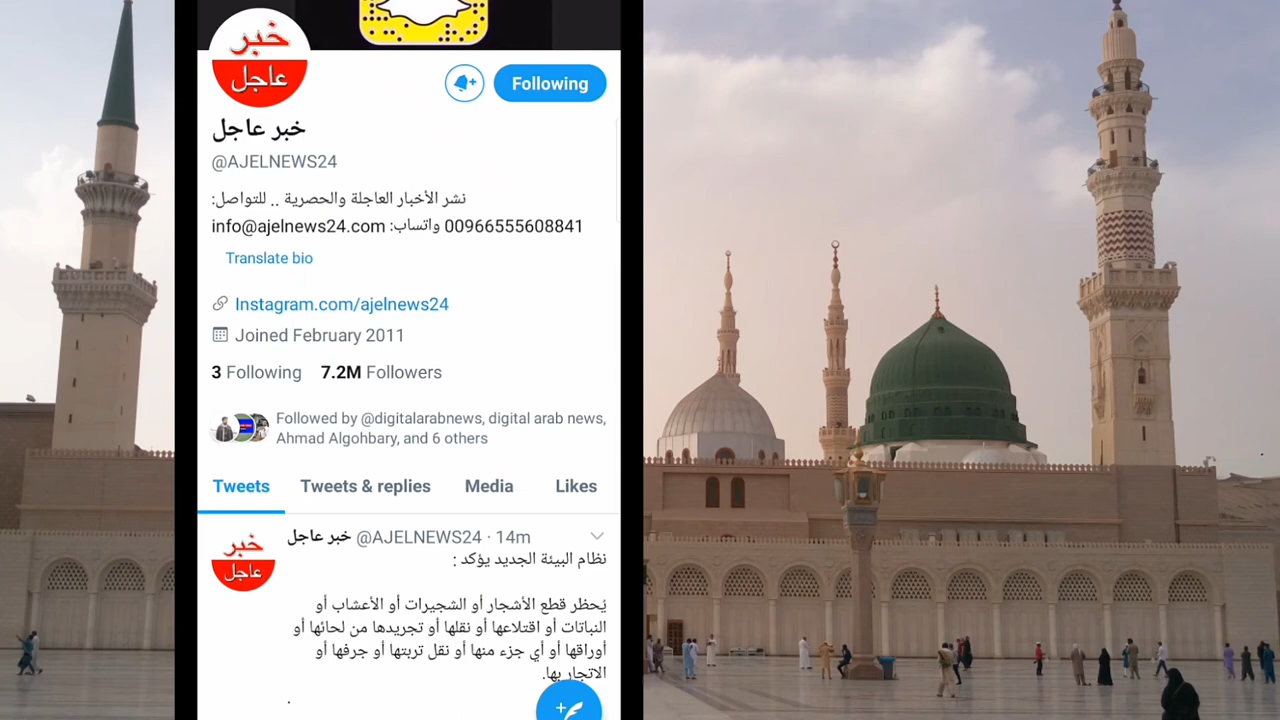 خبر
عاجل
Following
خبر عاجل
@AJELNEWS24
نشر الأخبار العاجلة والحصرية .. للتواصل:
info@ajelnews24.com واتساب: 00966555608841
Translate bio
Instagram.com/ajelnews24
Joined February 2011
3 Following 7.2M Followers
Followed by @digitalarabnews, digital arab news,
Ahmad Algohbary, and 6 others
Tweets Tweets & replies Media Likes
خبر
عاجل
خبر عاجل @AJELNEWS24 · 14m
نظام البيئة الجديد يؤكد :
يُحظر قطع الأشجار أو الشجيرات أو الأعشاب أو
النباتات أو اقتلاعها أو نقلها أو تجريدها من لحائها أو
أوراقها أو أي جزء منها أو نقل تربتها أو جرفها أو
الاتجار بها.
.